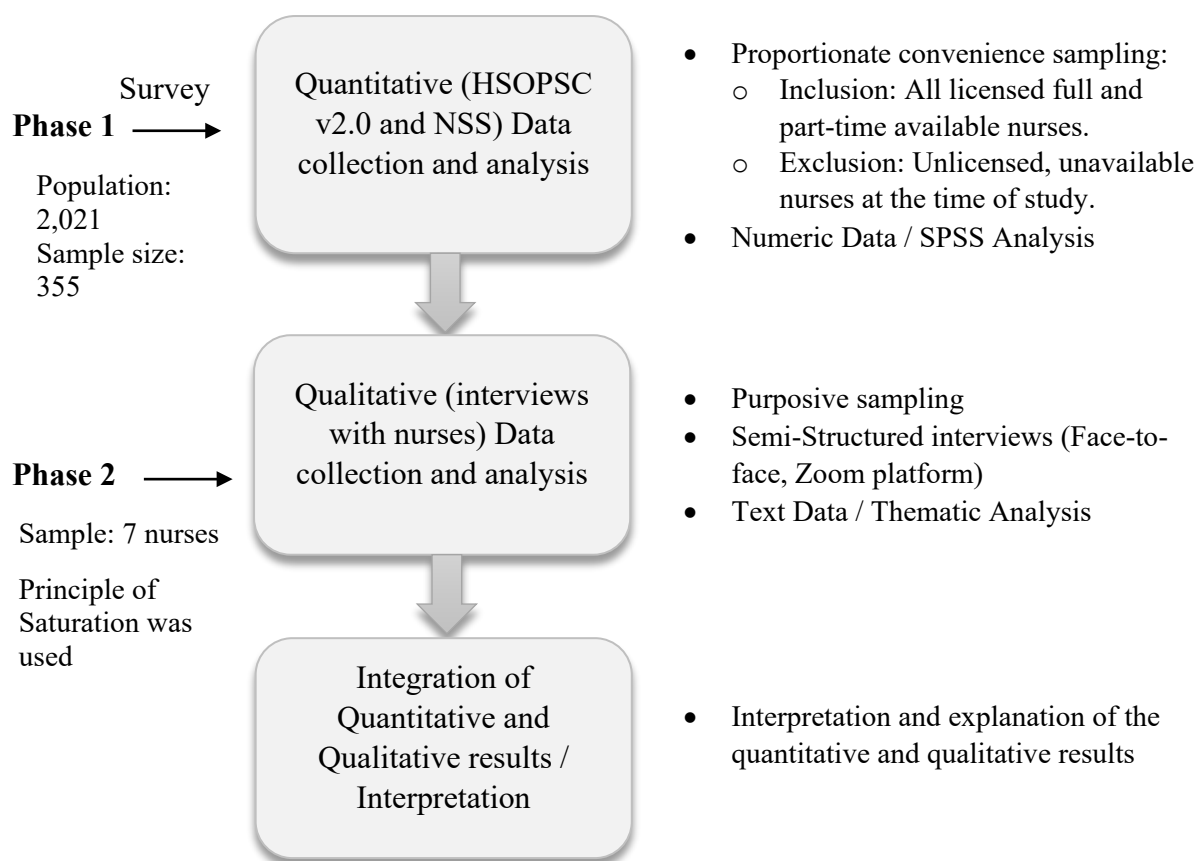 Survey
Phase 1
Population:
2,021
Sample size:
355
Quantitative (HSOPSC
v2.0 and NSS) Data
collection and analysis
• Proportionate convenience sampling:
o Inclusion: All licensed full and
part-time available nurses.
o Exclusion: Unlicensed, unavailable
nurses at the time of study.
• Numeric Data / SPSS Analysis
Phase 2
Sample: 7 nurses
Principle of
Saturation was
used
Qualitative (interviews
with nurses) Data
collection and analysis
• Purposive sampling
• Semi-Structured interviews (Face-to-
face, Zoom platform)
• Text Data / Thematic Analysis
Integration of
Quantitative and
Qualitative results /
Interpretation
• Interpretation and explanation of the
quantitative and qualitative results